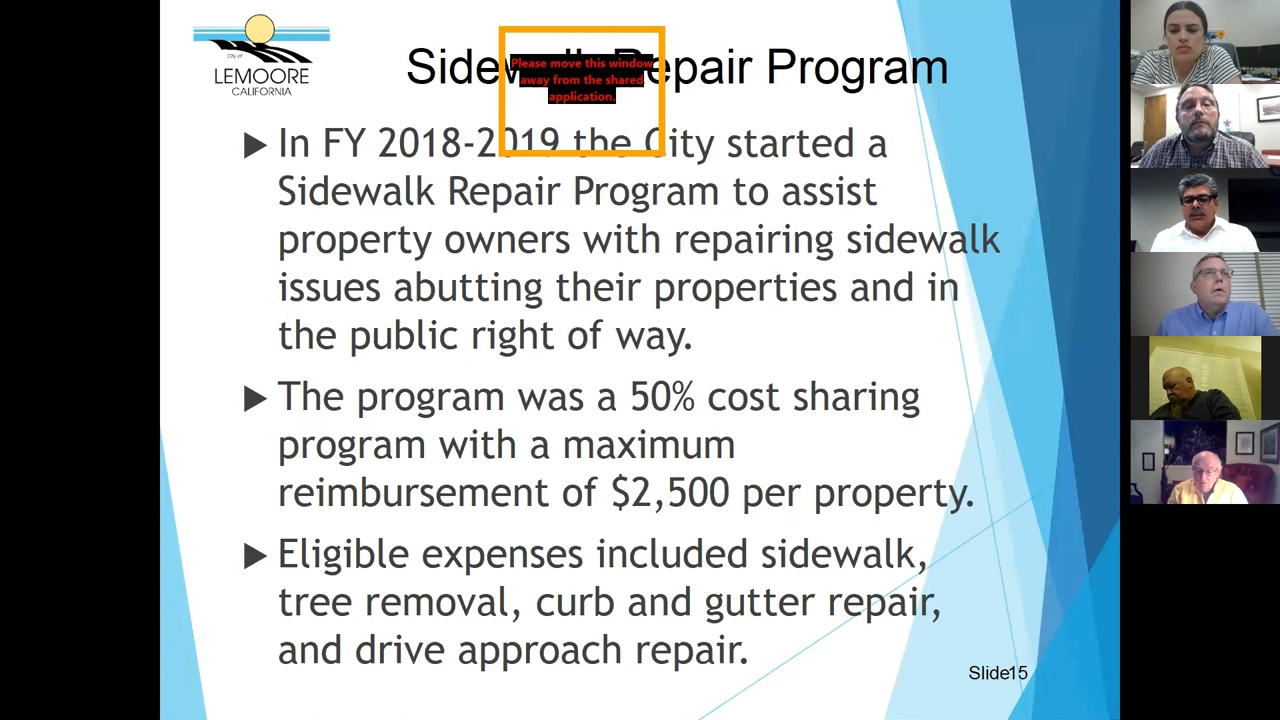 City of
LEMOORE
CALIFORNIA
Sidewalk Repair Program
Please move this window
away from the shared
application.
In FY 2018-2019 the City started a
Sidewalk Repair Program to assist
property owners with repairing sidewalk
issues abutting their properties and in
the public right of way.
The program was a 50% cost sharing
program with a maximum
reimbursement of $2,500 per property.
Eligible expenses included sidewalk,
tree removal, curb and gutter repair,
and drive approach repair.
Slide15